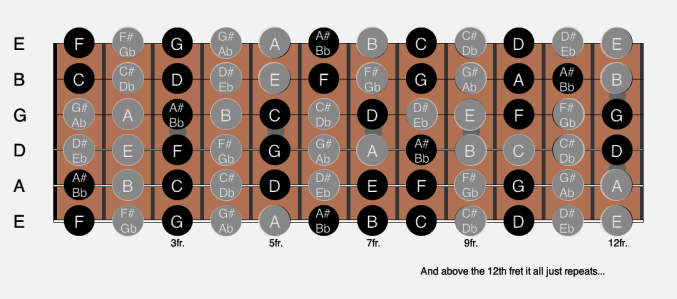 E F F# G G# A A# B C C# D D# E
Gb Ab Bb Db Eb
B C C# D D# E F F# G G# A A# B
Db Eb Gb Ab Bb
G G# A A# B C C# D D# E F F# G
Ab Bb Db Eb Gb
D D# E F F# G G# A A# B C C# D
Eb Gb Ab Bb Db
A A# B C C# D D# E F F# G G# A
Bb Db Eb Gb Ab
E F F# G G# A A# B C C# D D# E
Gb Ab Bb Db Eb
3fr. 5fr. 7fr. 9fr. 12fr.
And above the 12th fret it all just repeats...